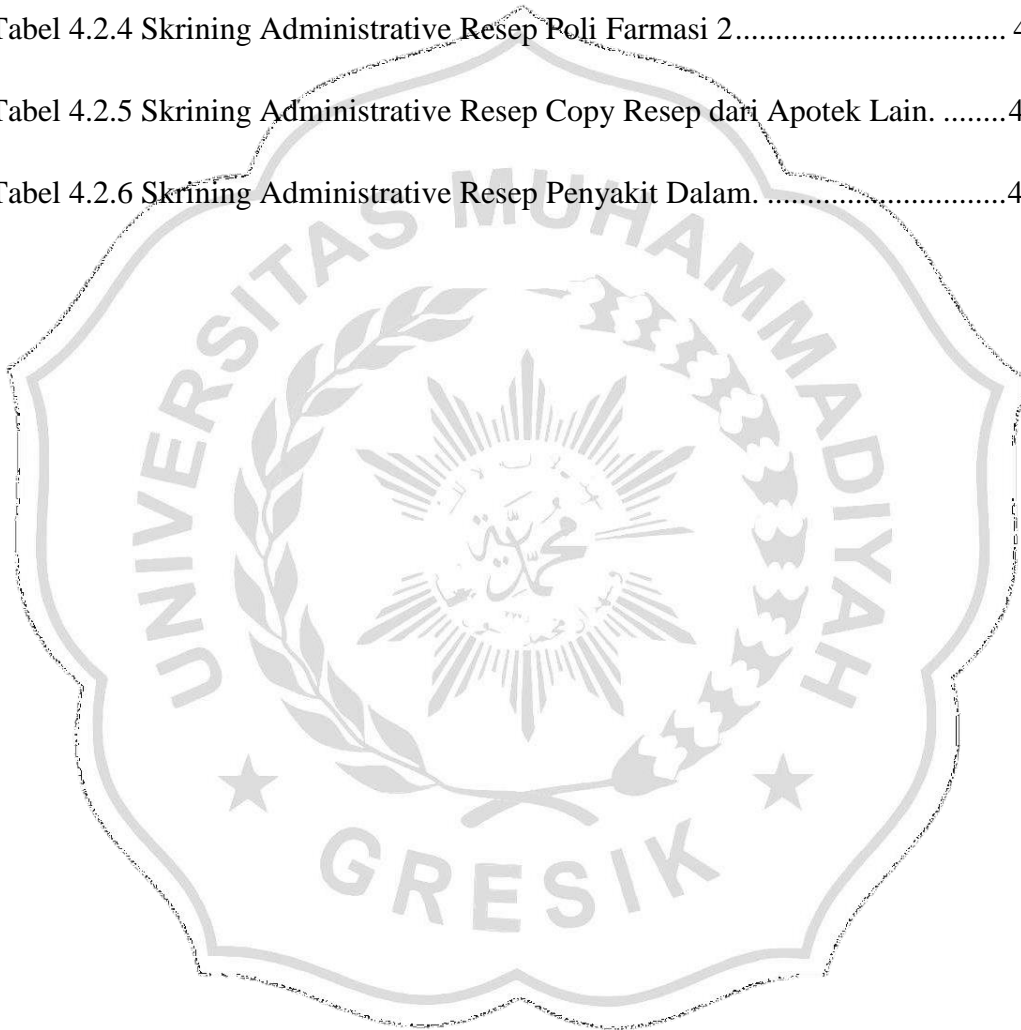 Tabel 4.2.4 Skrining Administrative Resep Poli Farmasi 2.................................. 4
Tabel 4.2.5 Skrining Administrative Resep Copy Resep dari Apotek Lain. ........4
Tabel 4.2.6 Skrining Administrative Resep Penyakit Dalam. ..............................4
UNIVERSITAS MUHAMMADIYAH
محمدية
GRESIK